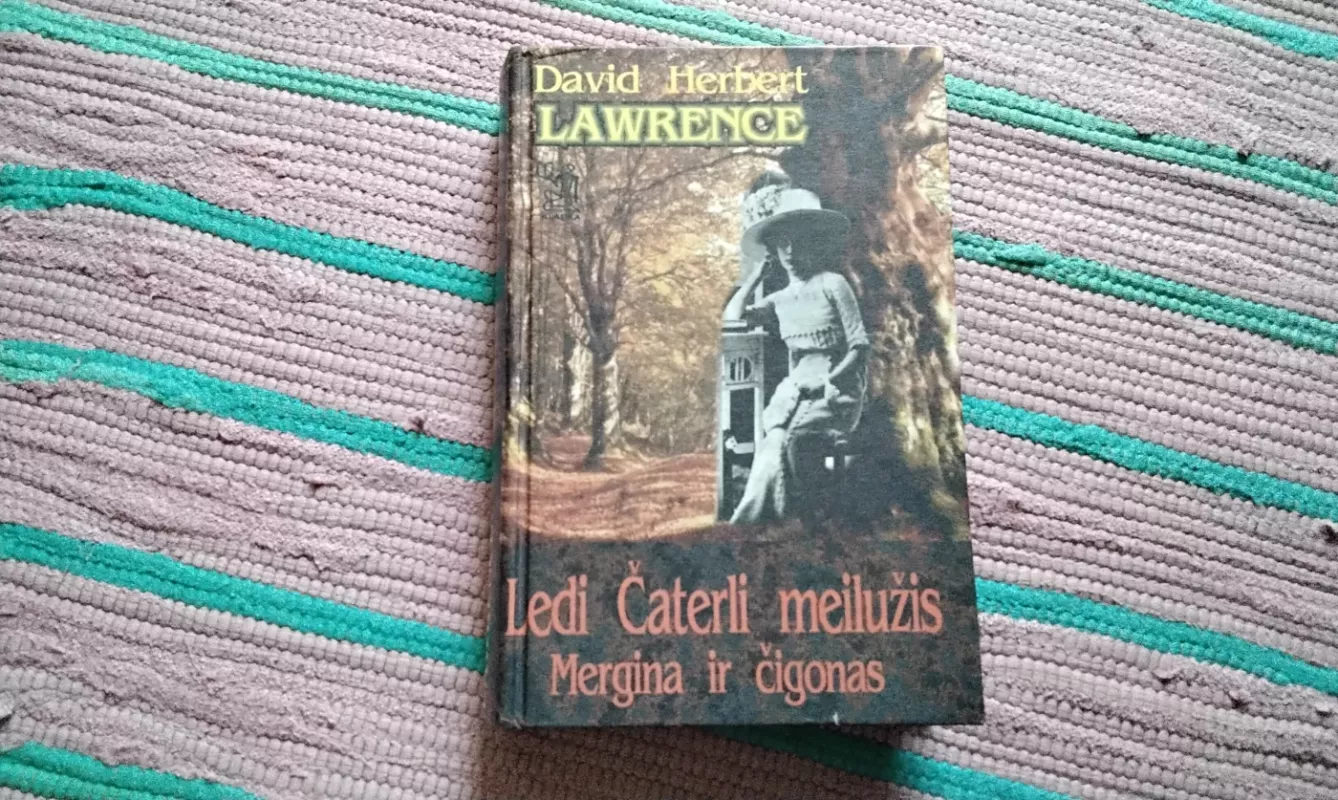 David Herbert
LAWRENCE
Ledi Čaterli meilužis
Mergina ir čigonas